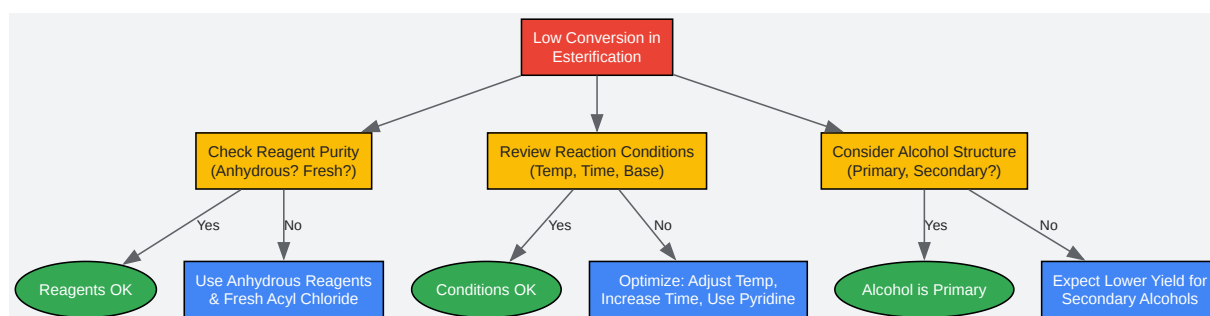 Low Conversion in
Esterification
Check Reagent Purity
(Anhydrous? Fresh?)
Review Reaction Conditions
(Temp, Time, Base)
Consider Alcohol Structure
(Primary, Secondary?)
Yes
No
Yes
No
Yes
No
Reagents OK
Use Anhydrous Reagents
& Fresh Acyl Chloride
Conditions OK
Optimize: Adjust Temp,
Increase Time, Use Pyridine
Alcohol is Primary
Expect Lower Yield for
Secondary Alcohols